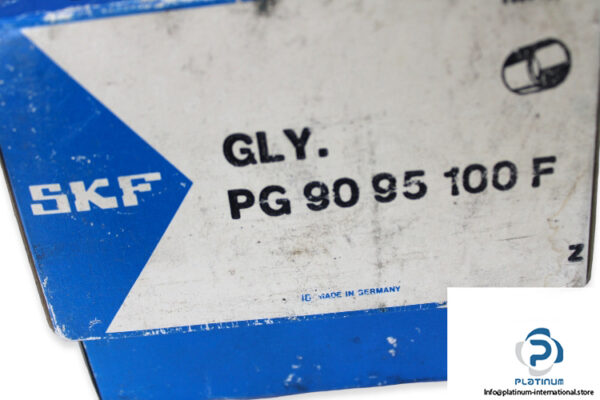 SKF
GLY.
PG 90 95 100 F
Z
MADE IN GERMANY
PLATINUM
Info@platinum-international.store